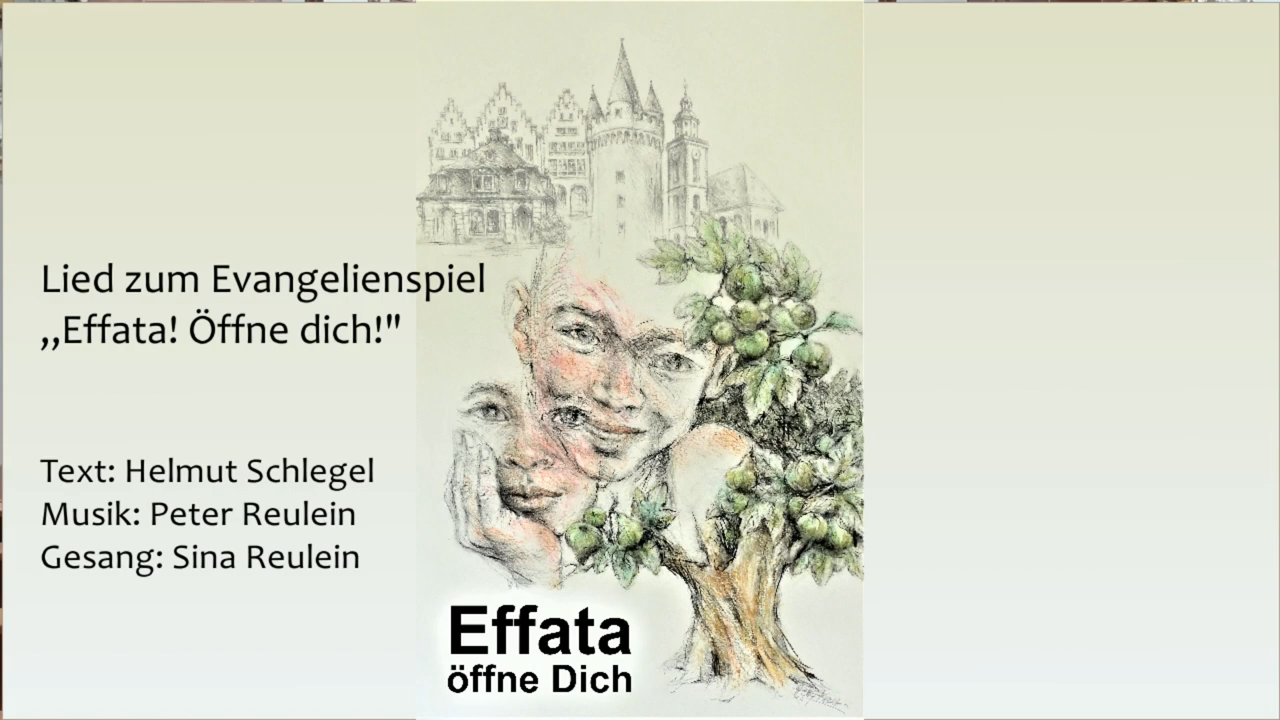 Lied zum Evangelienspiel
,,Effata! Öffne dich!"
Text: Helmut Schlegel
Musik: Peter Reulein
Gesang: Sina Reulein
Effata
öffne Dich